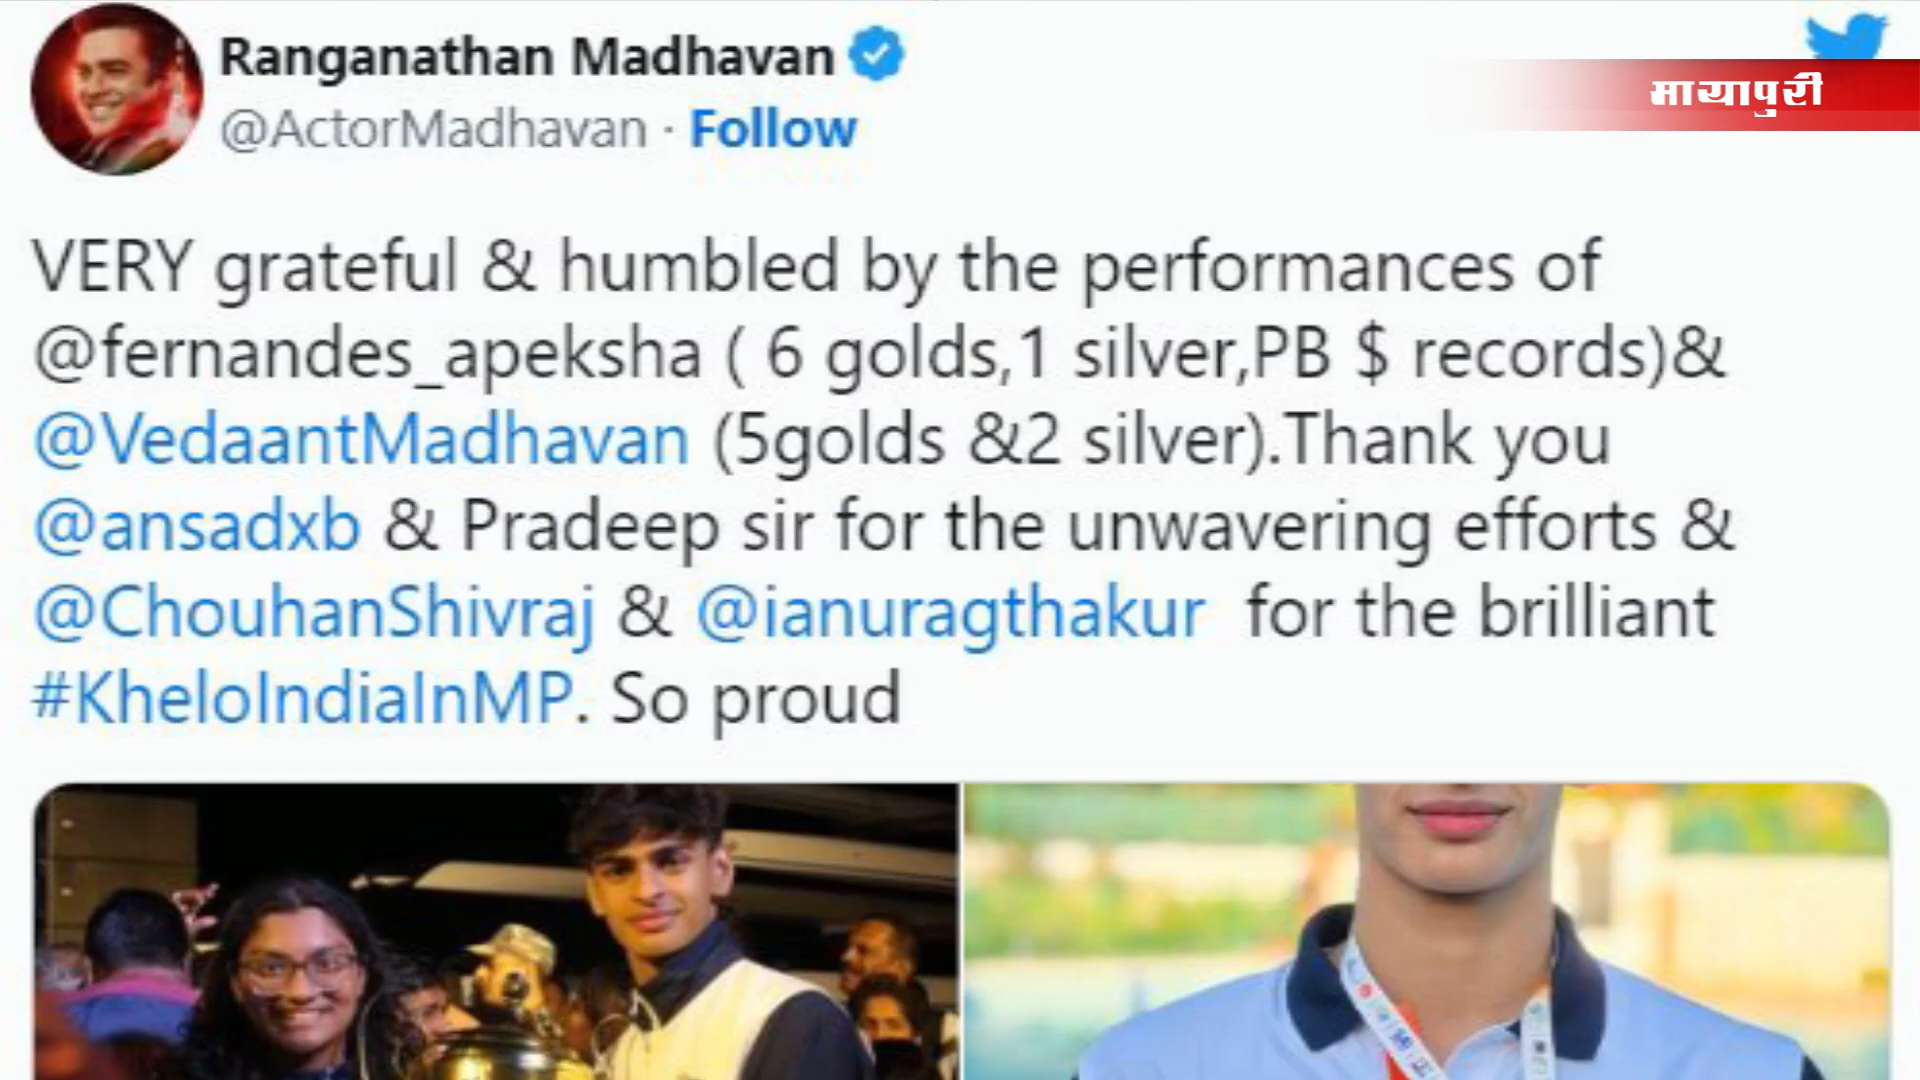 Ranganathan Madhavan
मायापुरी
@ActorMadhavan · Follow
VERY grateful & humbled by the performances of
@fernandes_apeksha ( 6 golds,1 silver,PB $ records)&
@VedaantMadhavan (5golds &2 silver).Thank you
@ansadxb & Pradeep sir for the unwavering efforts &
@ChouhanShivraj & @ianuragthakur for the brilliant
#KheloIndiaInMP. So proud